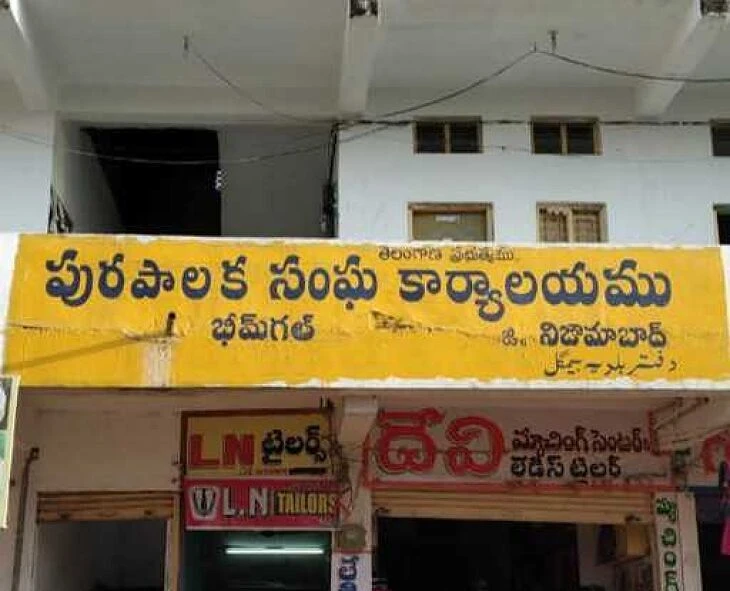 తెలంగాణ ప్రభుత్వము
పురపాలక సంఘ కార్యాలయము
భీమ్‌గల్ జి. నిజామాబాద్
LN టైలర్స్
L.N TAILORS
దేవి మ్యాచింగ్ సెంటర్&
లేడీస్ టైలర్